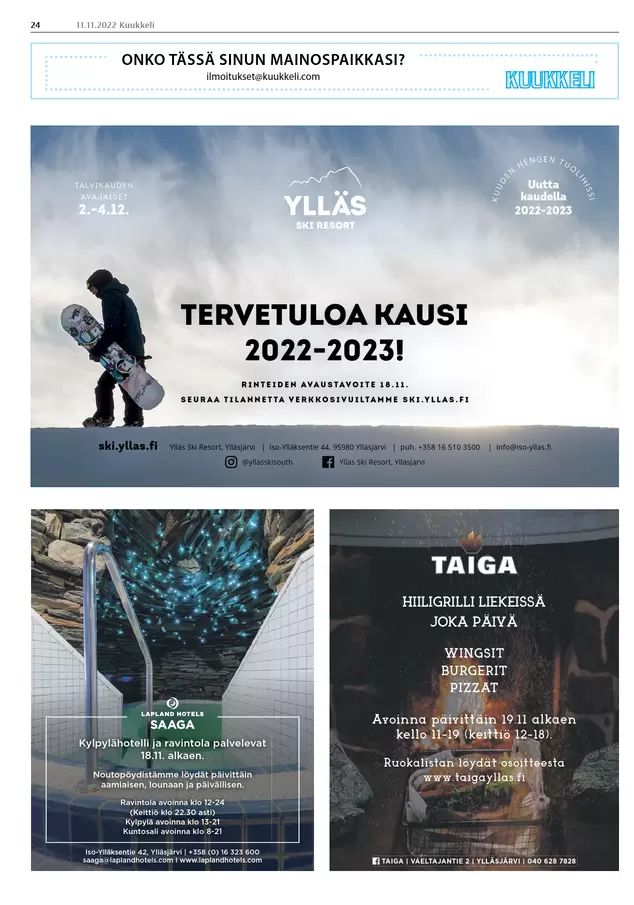 24 11.11.2022 Kuukkeli
ONKO TÄSSÄ SINUN MAINOSPAIKKASI?
ilmoitukset@kuukkeli.com
KUUKKELI
TALVIKAUDEN
AVAJAISET
2.–4.12.
YLLÄS
SKI RESORT
KUUDEN HENGEN TUOLIHISSI
Uutta
kaudella
2022–2023
TERVETULOA KAUSI
2022–2023!
RINTEIDEN AVAUSTAVOITE 18.11.
SEURAA TILANNETTA VERKKOSIVUILTAMME SKI.YLLAS.FI
ski.yllas.fi Ylläs Ski Resort, Ylläsjärvi | Iso-Ylläksentie 44, 95980 Ylläsjärvi | puh. +358 16 510 3500 | info@iso-yllas.fi
@yllasskisouth Ylläs Ski Resort, Ylläsjärvi
LAPLAND HOTELS
SAAGA
Kylpylähotelli ja ravintola palvelevat
18.11. alkaen.
Noutopöydistämme löydät päivittäin
aamiaisen, lounaan ja päivällisen.
Ravintola avoinna klo 12-24
(Keittiö klo 22.30 asti)
Kylpylä avoinna klo 13-21
Kuntosali avoinna klo 8-21
Iso-Ylläksentie 42, Ylläsjärvi | +358 (0) 16 323 600
saaga@laplandhotels.com | www.laplandhotels.com
TAIGA
HIILIGRILLI LIEKEISSÄ
JOKA PÄIVÄ
WINGSIT
BURGERIT
PIZZAT
Avoinna päivittäin 19.11 alkaen
kello 11-19 (keittiö 12-18).
Ruokalistan löydät osoitteesta
www.taigayllas.fi
TAIGA | VAELTAJANTIE 2 | YLLÄSJÄRVI | 040 628 7828